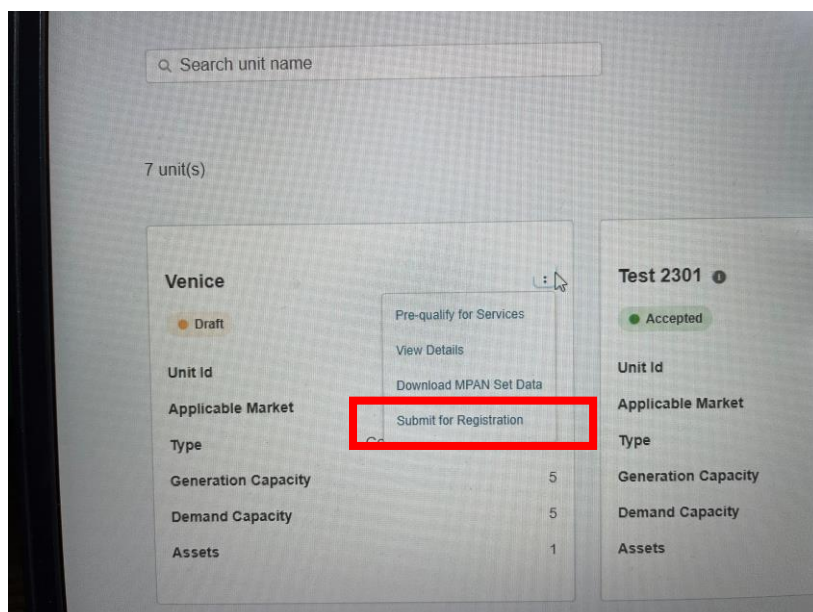 Search unit name
7 unit(s)
Venice
Draft
Pre-qualify for Services
View Details
Download MPAN Set Data
Submit for Registration
Unit Id
Applicable Market
Type
Generation Capacity 5
Demand Capacity 5
Assets 1
Test 2301
Accepted
Unit Id
Applicable Market
Type
Generation Capacity
Demand Capacity
Assets